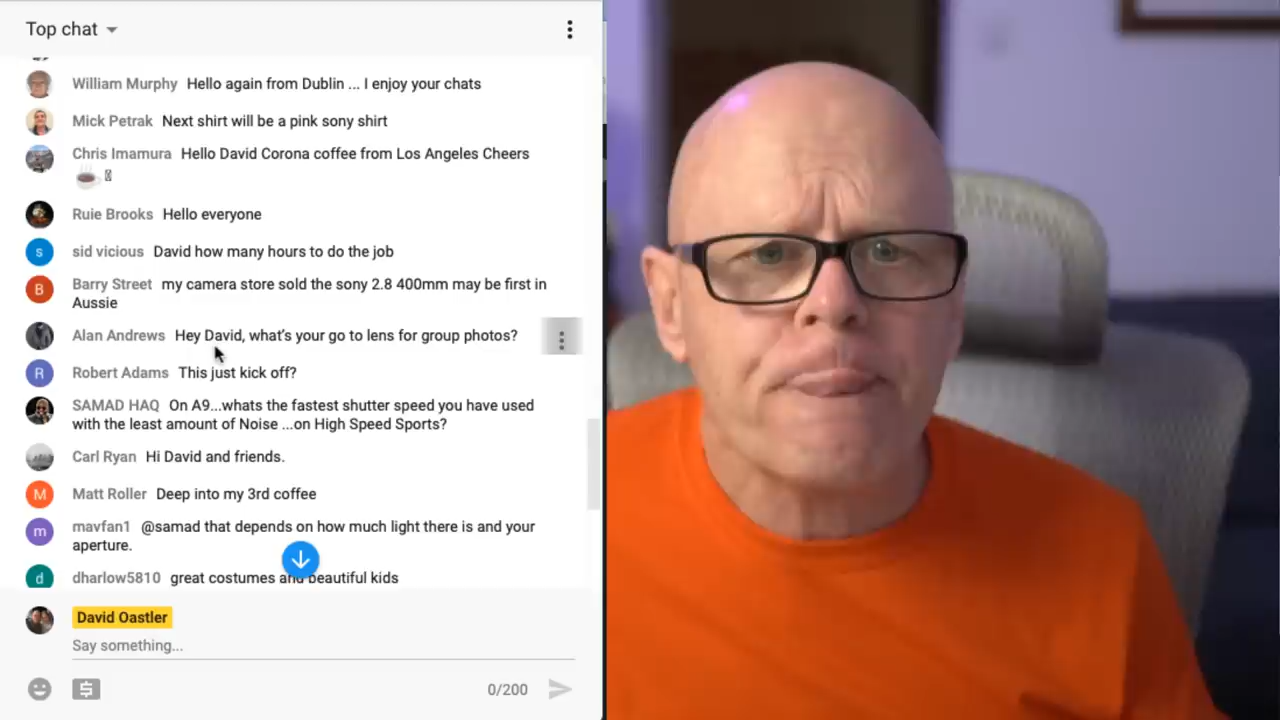 Top chat
William Murphy Hello again from Dublin ... I enjoy your chats
Mick Petrak Next shirt will be a pink sony shirt
Chris Imamura Hello David Corona coffee from Los Angeles Cheers
Ruie Brooks Hello everyone
s sid vicious David how many hours to do the job
B Barry Street my camera store sold the sony 2.8 400mm may be first in
Aussie
Alan Andrews Hey David, what's your go to lens for group photos?
R Robert Adams This just kick off?
SAMAD HAQ On A9...whats the fastest shutter speed you have used
with the least amount of Noise ...on High Speed Sports?
Carl Ryan Hi David and friends.
M Matt Roller Deep into my 3rd coffee
m mavfan1 @samad that depends on how much light there is and your
aperture.
d dharlow5810 great costumes and beautiful kids
David Oastler
Say something...
0/200